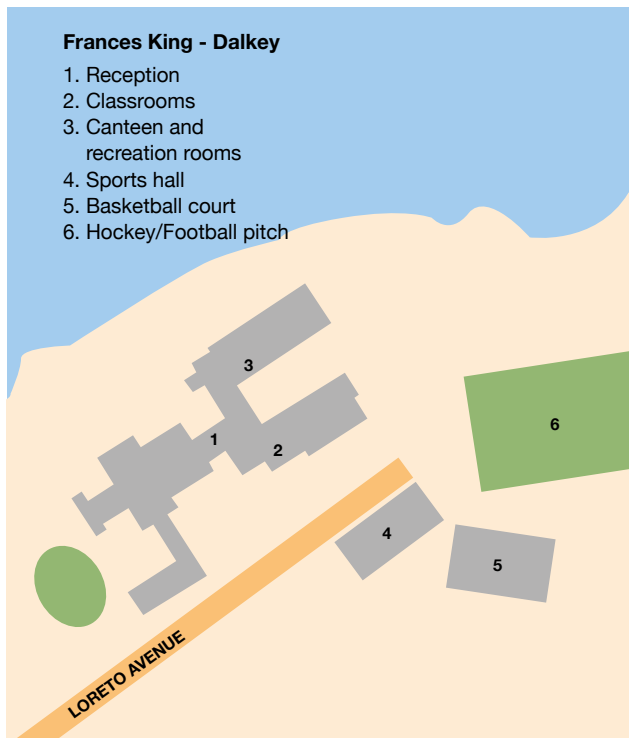 Frances King - Dalkey
1. Reception
2. Classrooms
3. Canteen and
recreation rooms
4. Sports hall
5. Basketball court
6. Hockey/Football pitch
3
6
1
2
4
5
LORETO AVENUE